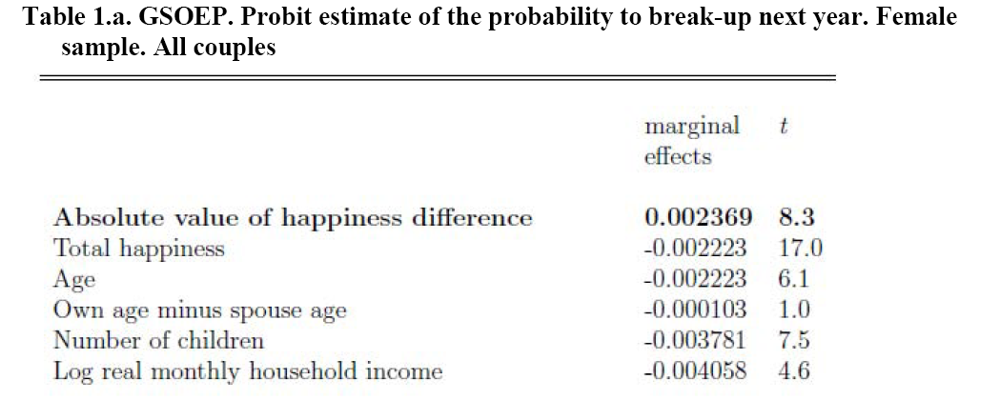 Table 1.a. GSOEP. Probit estimate of the probability to break-up next year. Female
sample. All couples
marginal t
effects
Absolute value of happiness difference 0.002369 8.3
Total happiness -0.002223 17.0
Age -0.002223 6.1
Own age minus spouse age -0.000103 1.0
Number of children -0.003781 7.5
Log real monthly household income -0.004058 4.6